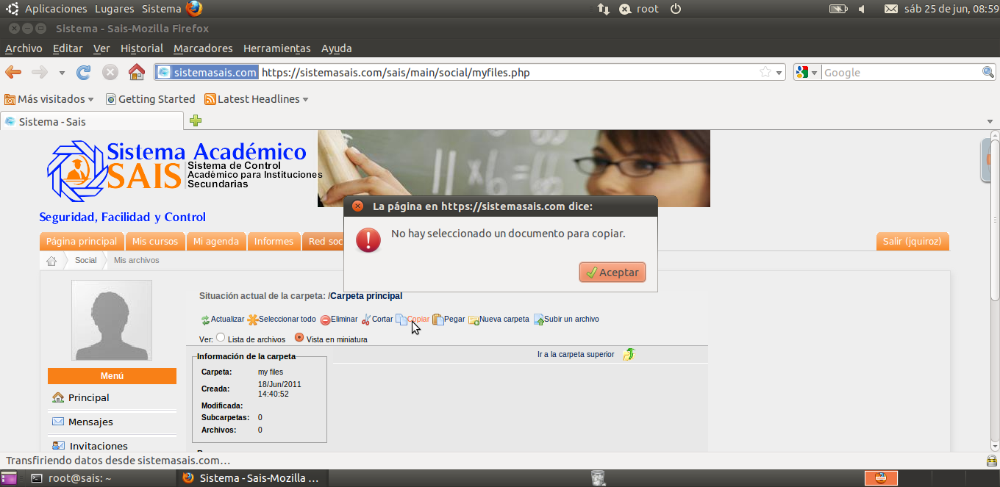 Aplicaciones Lugares Sistema root sáb 25 de jun, 08:59
Sistema - Sais-Mozilla Firefox
Archivo Editar Ver Historial Marcadores Herramientas Ayuda
sistemasais.com https://sistemasais.com/sais/main/social/myfiles.php Google
Más visitados Getting Started Latest Headlines
Sistema - Sais
Sistema Académico
SAIS
Sistema de Control
Académico para Instituciones
Secundarias
Seguridad, Facilidad y Control
La página en https://sistemasais.com dice:
No hay seleccionado un documento para copiar.
Aceptar
Página principal Mis cursos Mi agenda Informes Red soc Salir (jquiroz)
Social Mis archivos
Situación actual de la carpeta: /Carpeta principal
Actualizar Seleccionar todo Eliminar Cortar Copiar Pegar Nueva carpeta Subir un archivo
Ver: Lista de archivos Vista en miniatura
Información de la carpeta
Ir a la carpeta superior
Carpeta: my files
Creada: 18/Jun/2011
14:40:52
Modificada:
Subcarpetas: 0
Archivos: 0
Menú
Principal
Mensajes
Invitaciones
Transfiriendo datos desde sistemasais.com...
root@sais: ~ Sistema - Sais-Mozilla ...